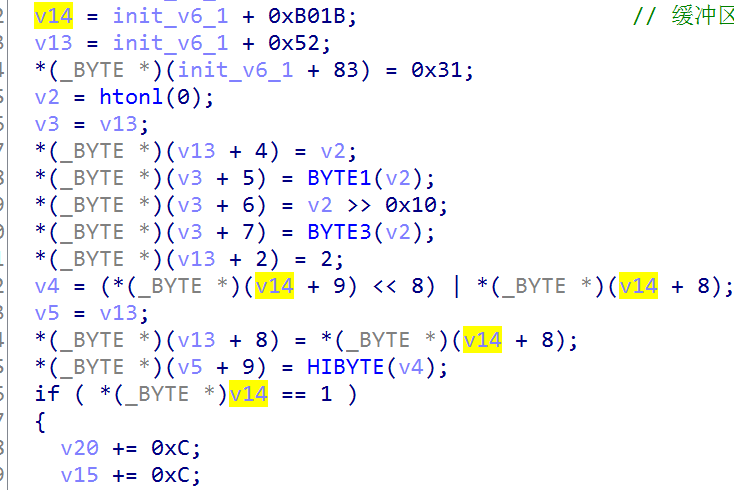 v14 = init_v6_1 + 0xB01B; // 缓冲区
v13 = init_v6_1 + 0x52;
*(_BYTE *)(init_v6_1 + 83) = 0x31;
v2 = htonl(0);
v3 = v13;
*(_BYTE *)(v13 + 4) = v2;
*(_BYTE *)(v3 + 5) = BYTE1(v2);
*(_BYTE *)(v3 + 6) = v2 >> 0x10;
*(_BYTE *)(v3 + 7) = BYTE3(v2);
*(_BYTE *)(v13 + 2) = 2;
v4 = (*(_BYTE *)(v14 + 9) << 8) | *(_BYTE *)(v14 + 8);
v5 = v13;
*(_BYTE *)(v13 + 8) = *(_BYTE *)(v14 + 8);
*(_BYTE *)(v5 + 9) = HIBYTE(v4);
if ( *(_BYTE *)v14 == 1 )
{
v20 += 0xC;
v15 += 0xC;